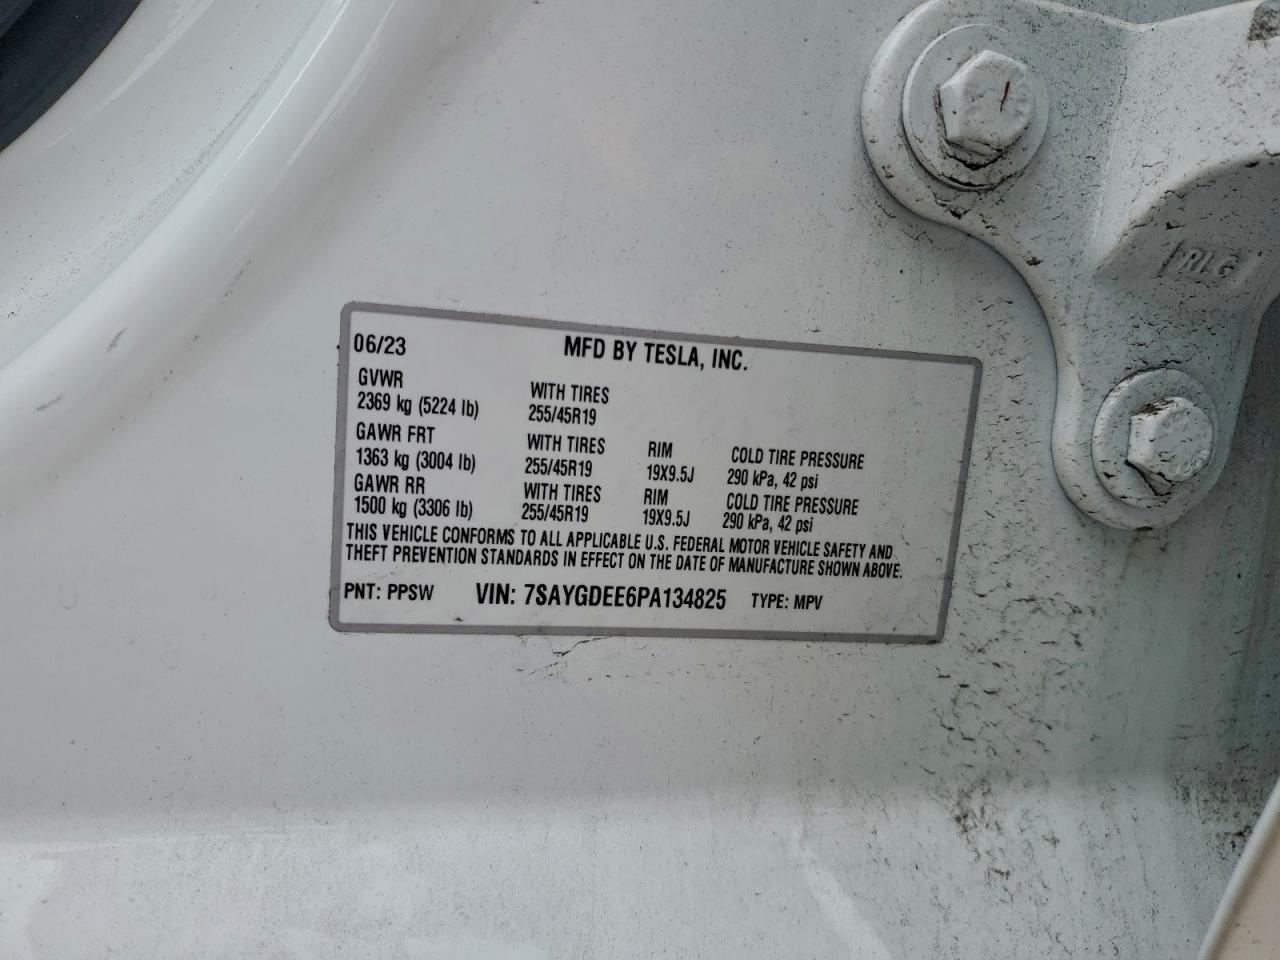 06/23 MFD BY TESLA, INC.
GVWR WITH TIRES
2369 kg (5224 lb) 255/45R19
GAWR FRT WITH TIRES RIM COLD TIRE PRESSURE
1363 kg (3004 lb) 255/45R19 19X9.5J 290 kPa, 42 psi
GAWR RR WITH TIRES RIM COLD TIRE PRESSURE
1500 kg (3306 lb) 255/45R19 19X9.5J 290 kPa, 42 psi
THIS VEHICLE CONFORMS TO ALL APPLICABLE U.S. FEDERAL MOTOR VEHICLE SAFETY AND
THEFT PREVENTION STANDARDS IN EFFECT ON THE DATE OF MANUFACTURE SHOWN ABOVE.
PNT: PPSW VIN: 7SAYGDEE6PA134825 TYPE: MPV